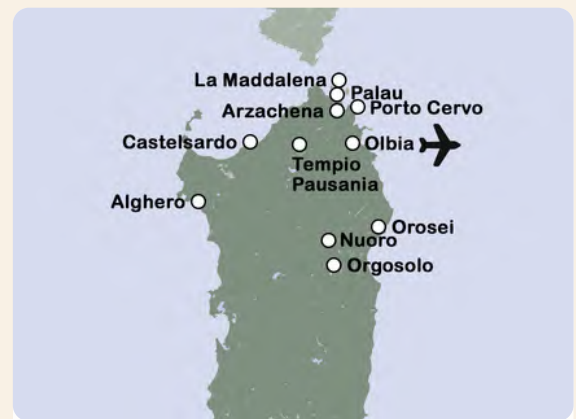 La Maddalena
Palau
Arzachena
Porto Cervo
Castelsardo
Olbia
Tempio
Pausania
Alghero
Orosei
Nuoro
Orgosolo